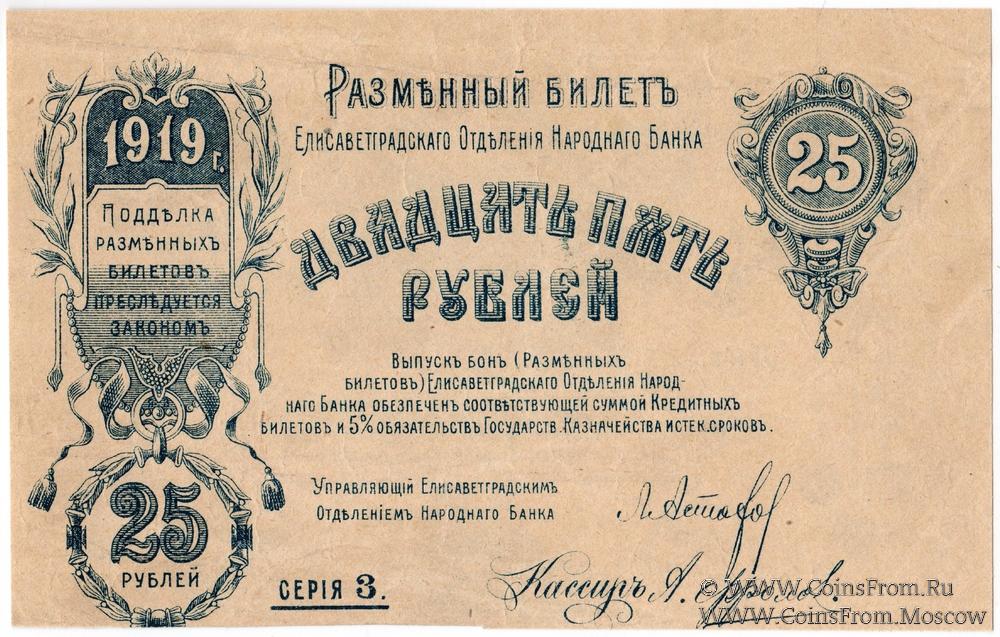 1919 г.
Поддѣлка
размѣнныхъ
билетовъ
преслѣдуется
закономъ
25
рублей
Размѣнный билетъ
Елисаветградскаго Отдѣленія Народнаго Банка
Двадцать пять
рублей
Выпускъ бонъ (Размѣнныхъ
билетовъ) Елисаветградскаго Отдѣленія Народ-
наго Банка обезпеченъ соотвѣтствующей суммой Кредитныхъ
билетовъ и 5% обязательствъ Государств. Казначейства истек. сроковъ.
Управляющій Елисаветградскимъ
Отдѣленіемъ Народнаго Банка
Серія 3.
Кассиръ А.
25
© WWW.CoinsFrom.Ru
WWW.CoinsFrom.Moscow